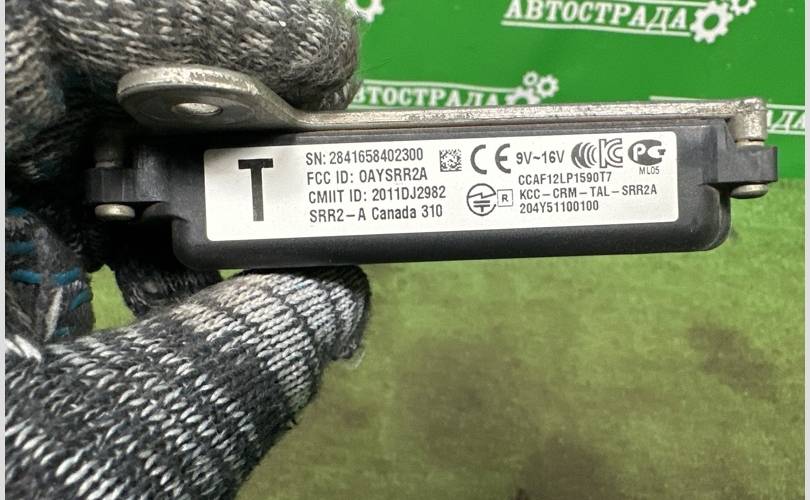 АВТОСТРАДА
АВТОСТРАДА
T
SN: 2841658402300
FCC ID: OAYSRR2A
CMIIT ID: 2011DJ2982
SRR2-A Canada 310
CE 9V~16V
CCAF12LP1590T7
KCC-CRM-TAL-SRR2A
R 204Y51100100
МЛ05